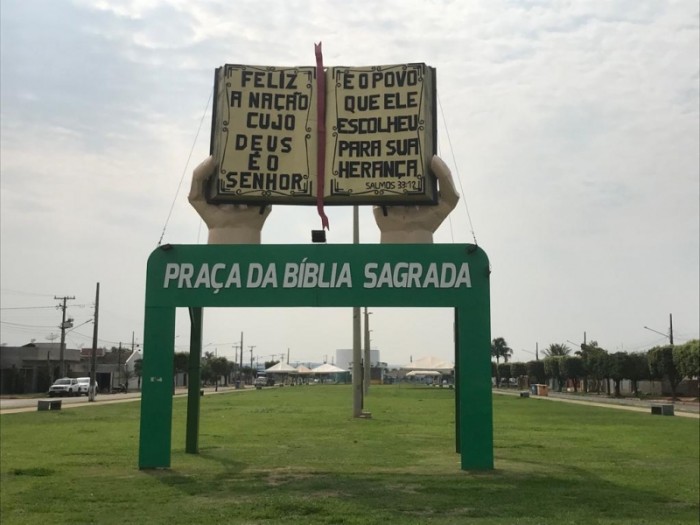 FELIZ
A NAÇÃO
CUJO
DEUS
É O
SENHOR
E O POVO
QUE ELE
ESCOLHEU
PARA SUA
HERANÇA
SALMOS 33:12
PRAÇA DA BÍBLIA SAGRADA